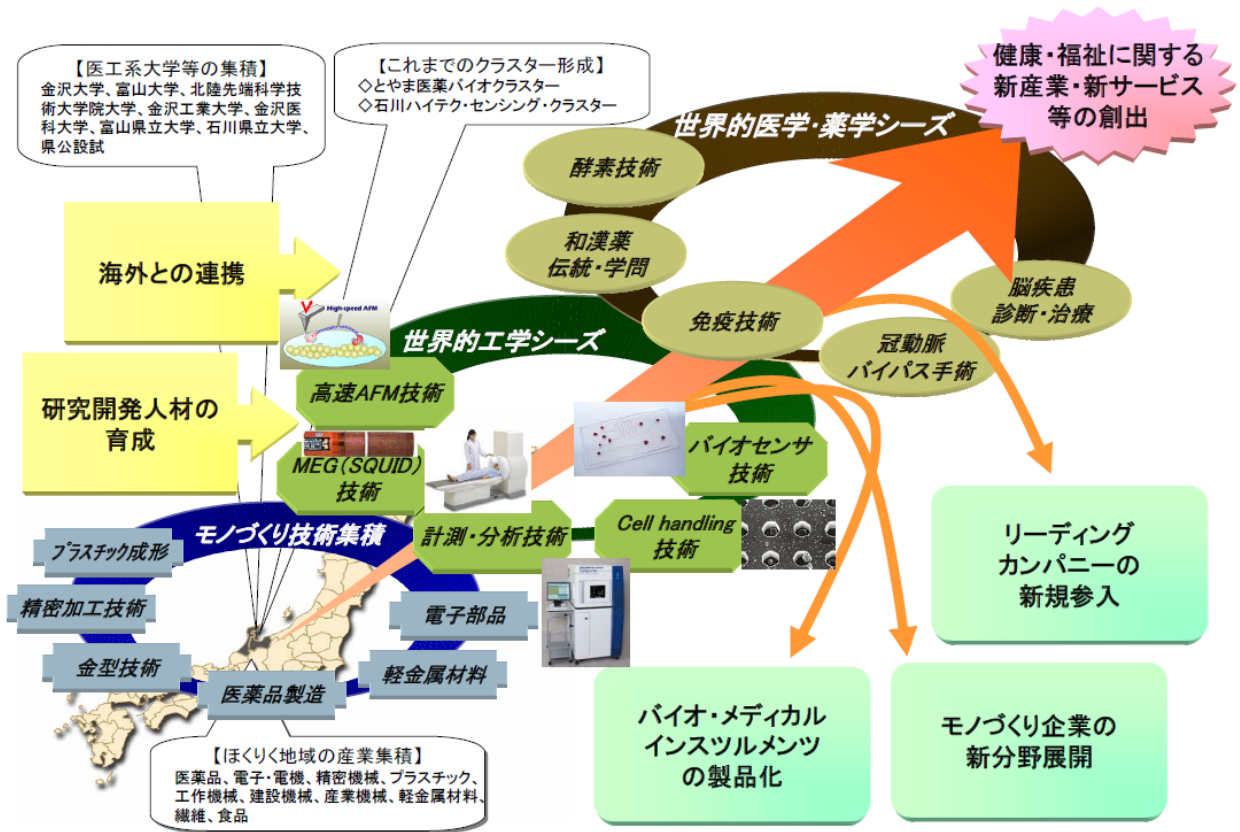 【医工系大学等の集積】
金沢大学、富山大学、北陸先端科学技
術大学院大学、金沢工業大学、金沢医
科大学、富山県立大学、石川県立大学、
県公設試
【これまでのクラスター形成】
◇とやま医薬バイオクラスター
◇石川ハイテク・センシング・クラスター
健康・福祉に関する
新産業・新サービス
等の創出
世界的医学・薬学シーズ
酵素技術
和漢薬
伝統・学問
免疫技術
脳疾患
診断・治療
冠動脈
バイパス手術
海外との連携
High-speed AFM
世界的工学シーズ
高速AFM技術
研究開発人材の
育成
MEG(SQUID)
技術
バイオセンサ
技術
計測・分析技術
Cell handling
技術
モノづくり技術集積
プラスチック成形
精密加工技術
金型技術
医薬品製造
電子部品
軽金属材料
リーディング
カンパニーの
新規参入
バイオ・メディカル
インスツルメンツ
の製品化
モノづくり企業の
新分野展開
【ほくりく地域の産業集積】
医薬品、電子・電機、精密機械、プラスチック、
工作機械、建設機械、産業機械、軽金属材料、
繊維、食品